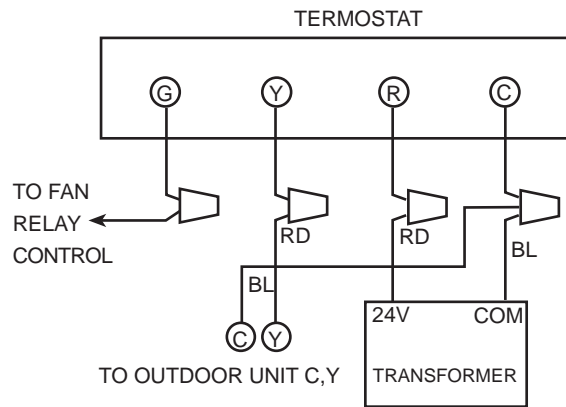 TERMOSTAT
G Y R C
TO FAN
RELAY
CONTROL
RD RD
BL
BL
24V COM
C Y
TO OUTDOOR UNIT C,Y
TRANSFORMER